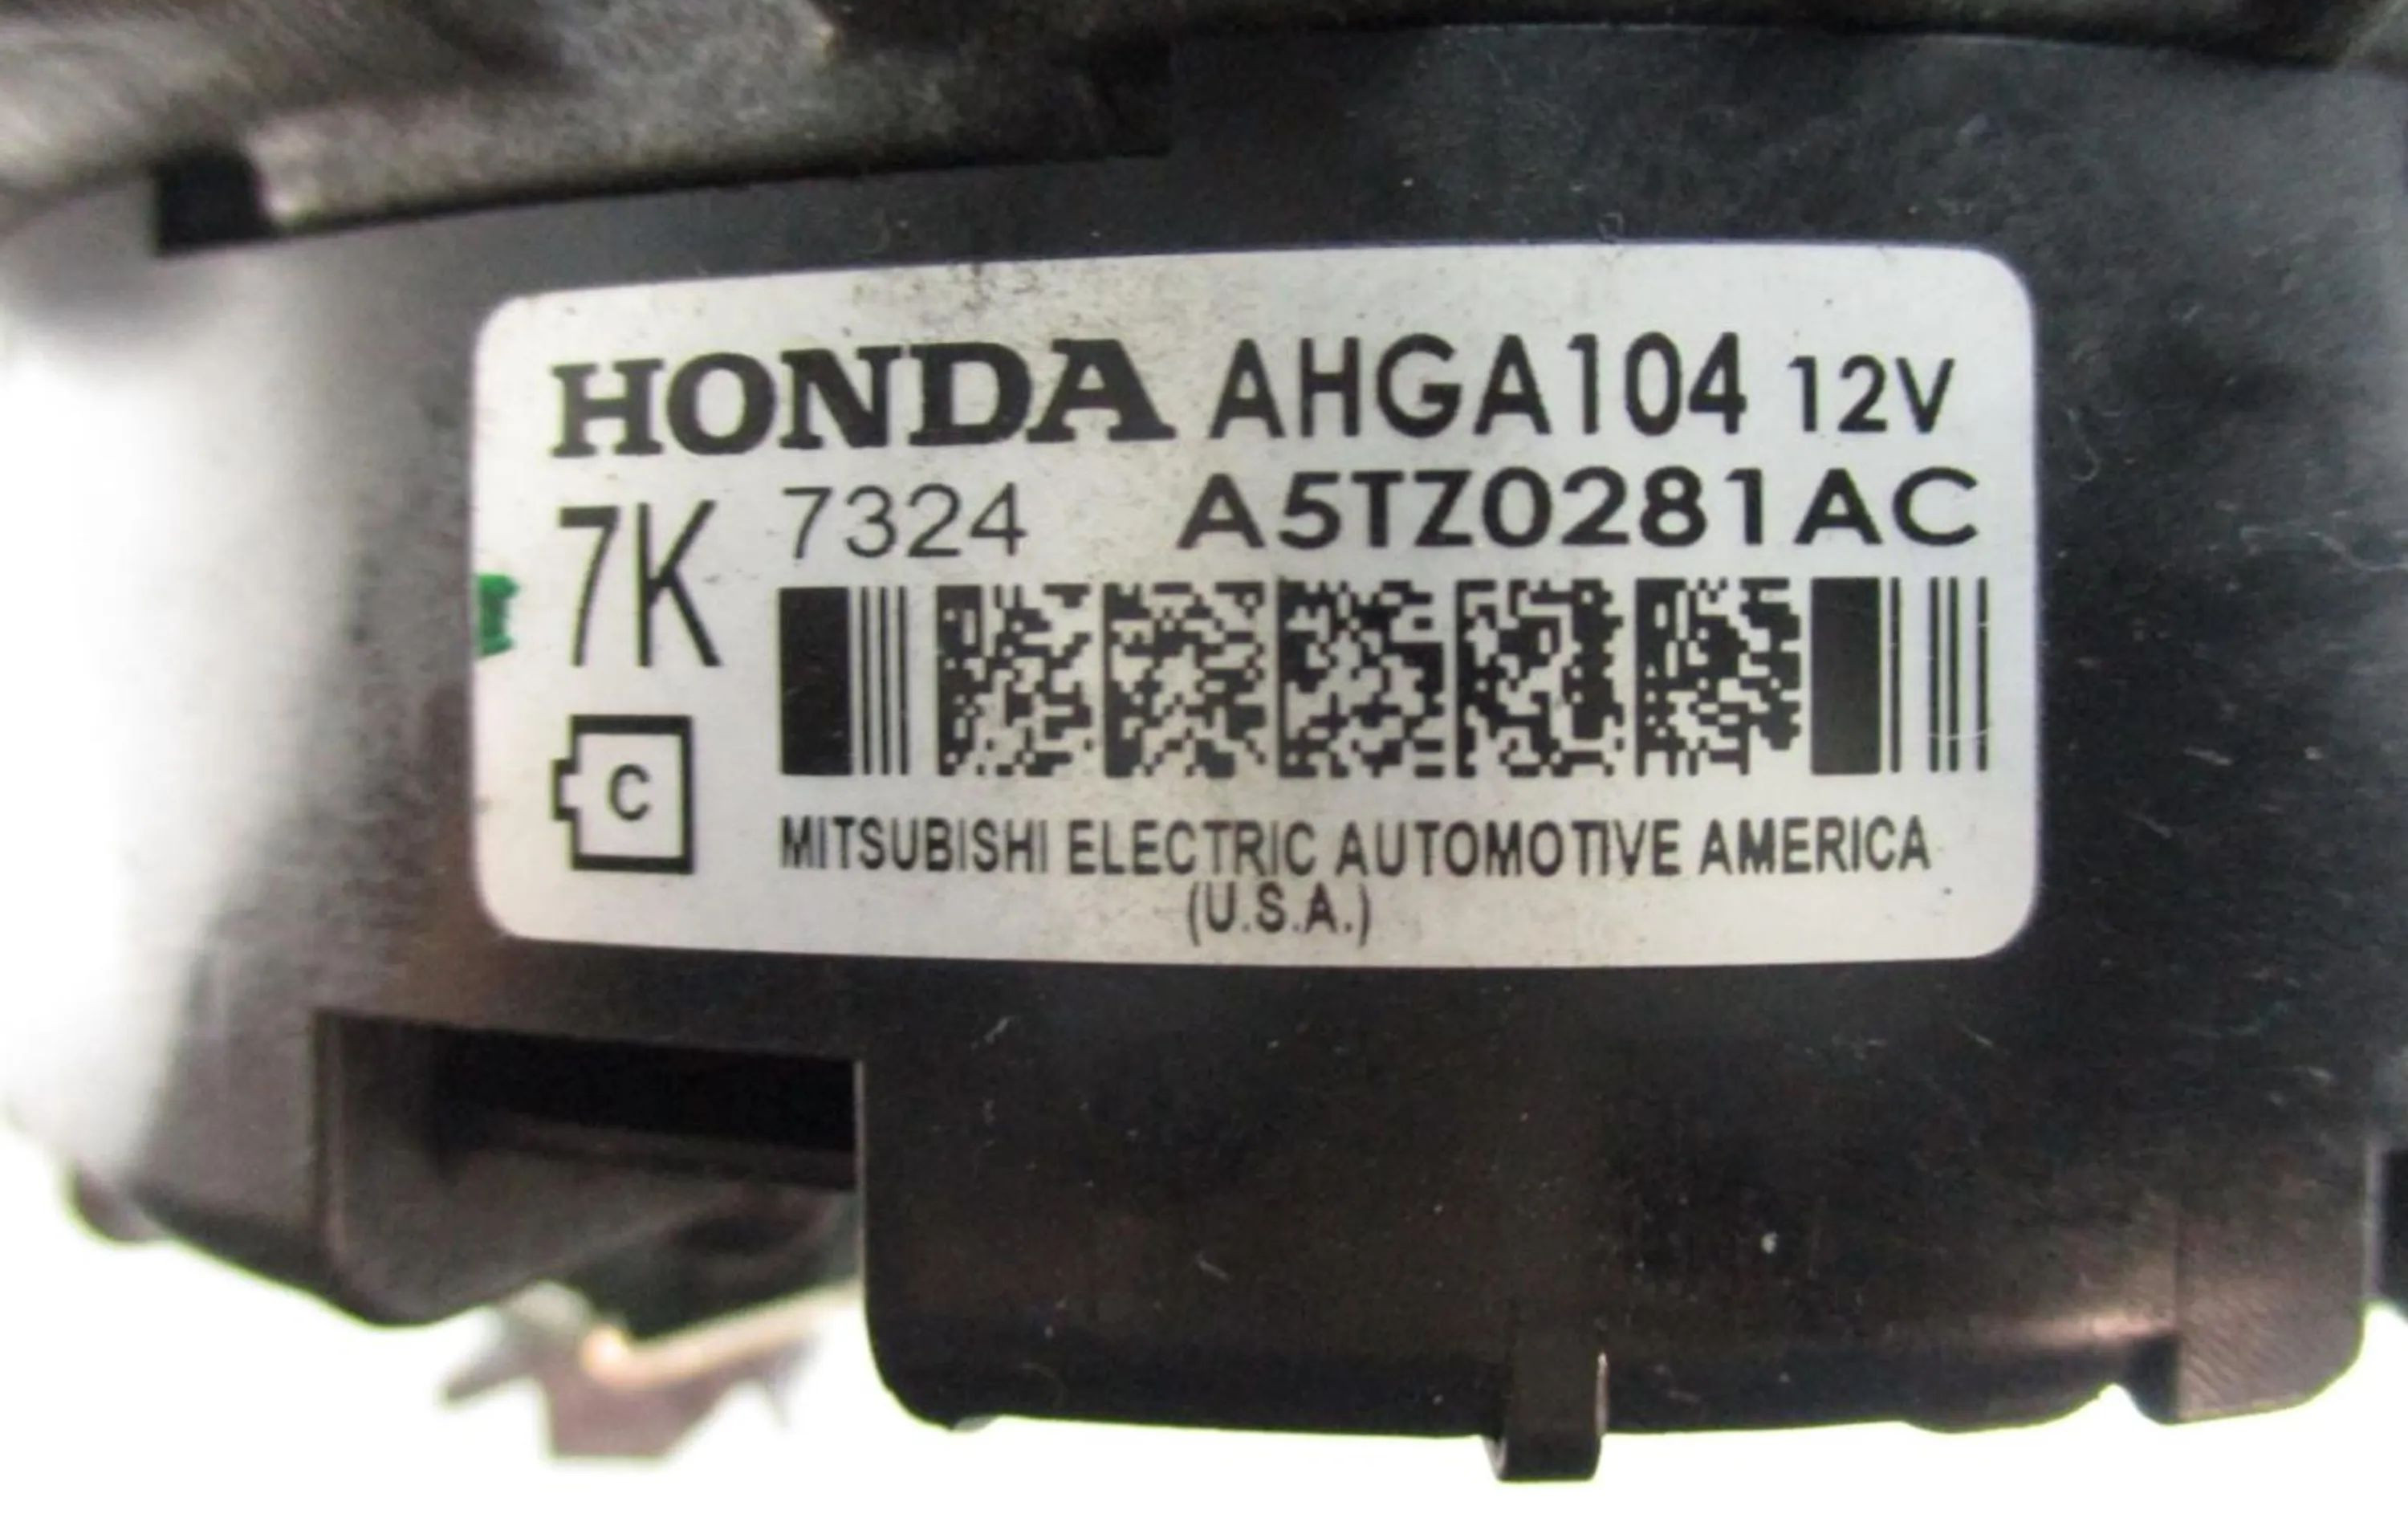 HONDA AHGA104 12V
7K 7324 A5TZ0281AC
C
MITSUBISHI ELECTRIC AUTOMOTIVE AMERICA
(U.S.A.)